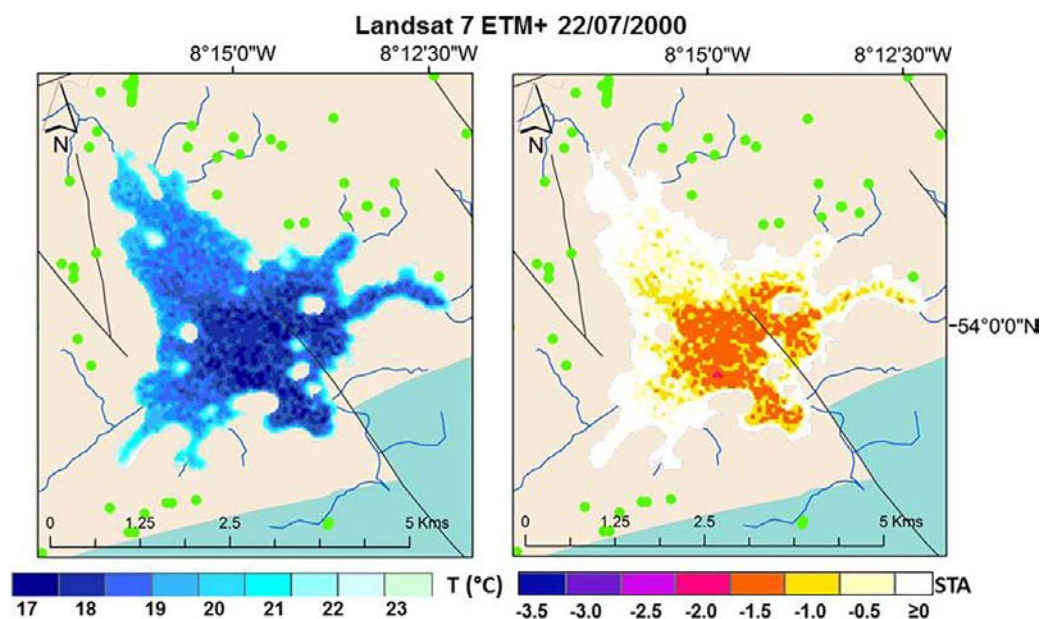 Landsat 7 ETM+ 22/07/2000
8°15'0"W 8°12'30"W 8°15'0"W 8°12'30"W
N N
54°0'0"N
0 1.25 2.5 5 Kms 0 1.25 2.5 5 Kms
T (°C) STA
17 18 19 20 21 22 23 -3.5 -3.0 -2.5 -2.0 -1.5 -1.0 -0.5 ≥0